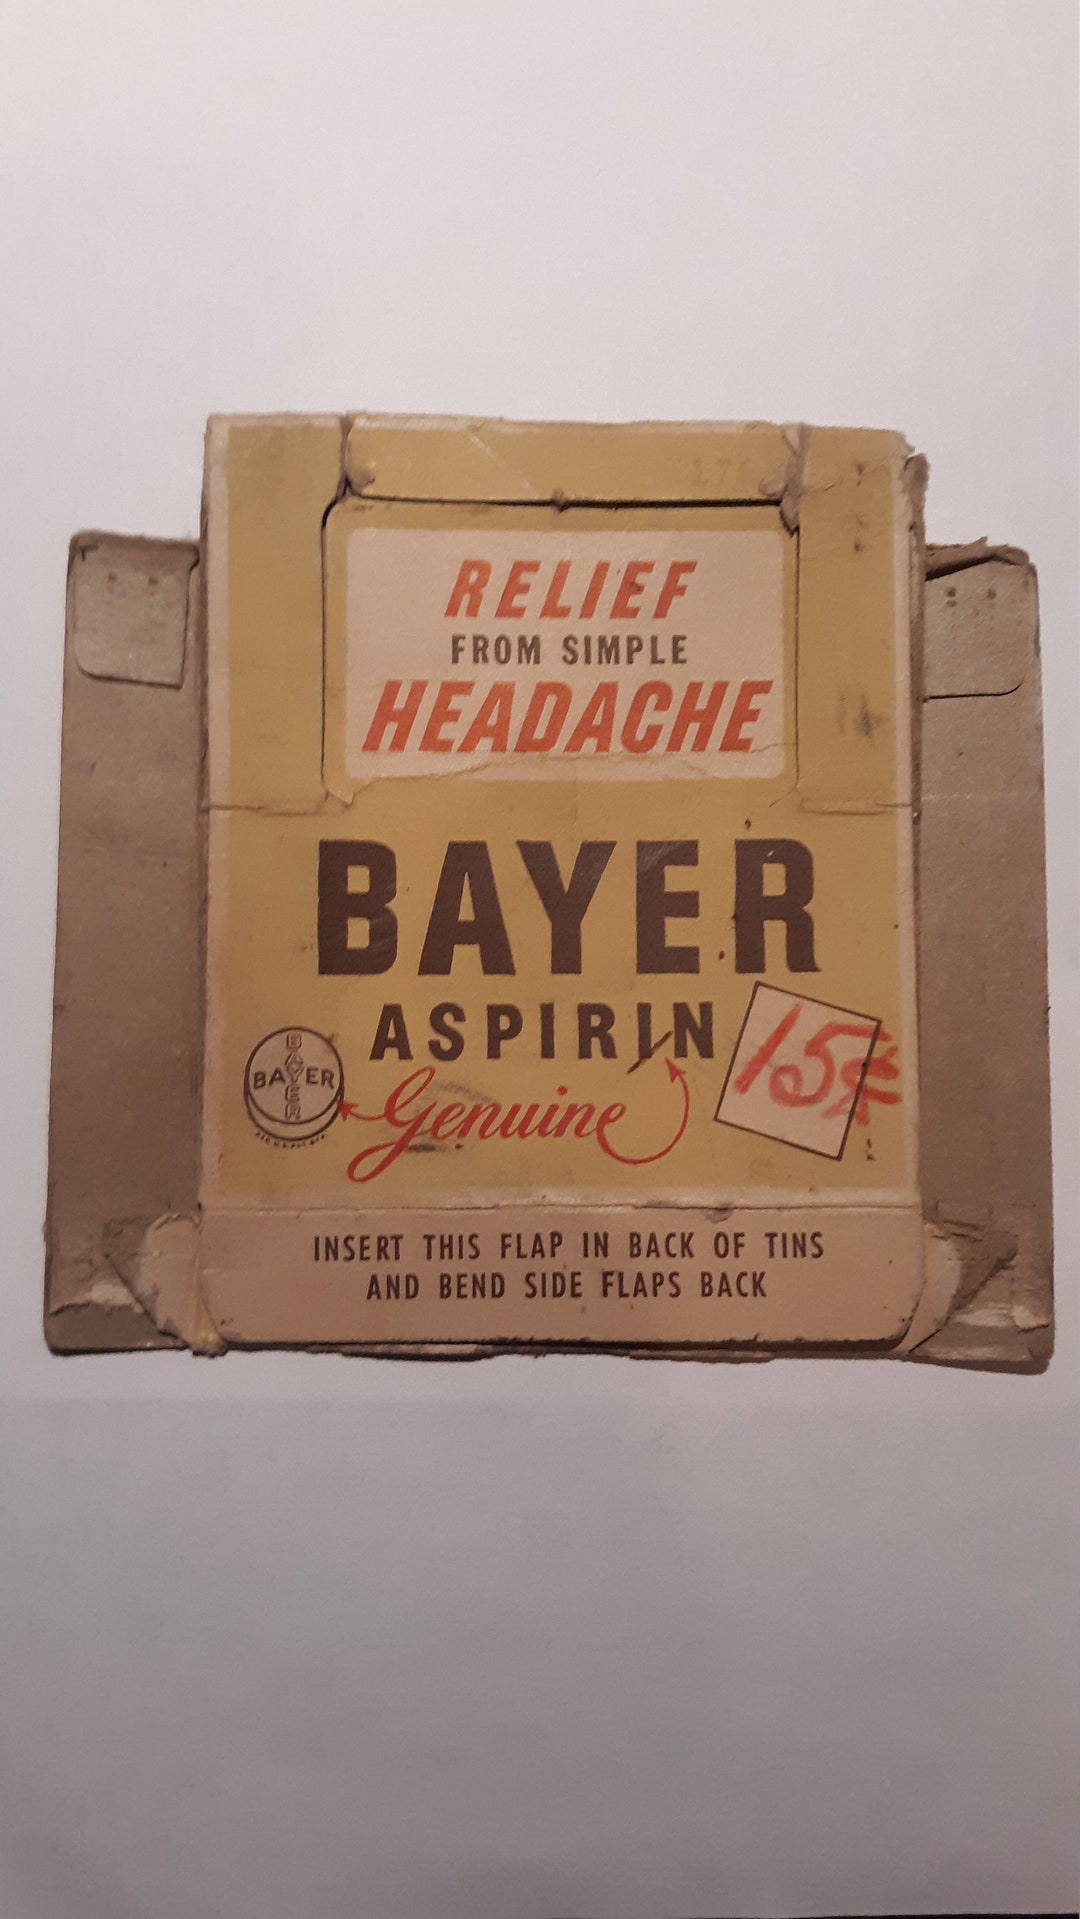 RELIEF
FROM SIMPLE
HEADACHE
BAYER
ASPIRIN
15¢
BAYER
BAYER
Genuine
INSERT THIS FLAP IN BACK OF TINS
AND BEND SIDE FLAPS BACK